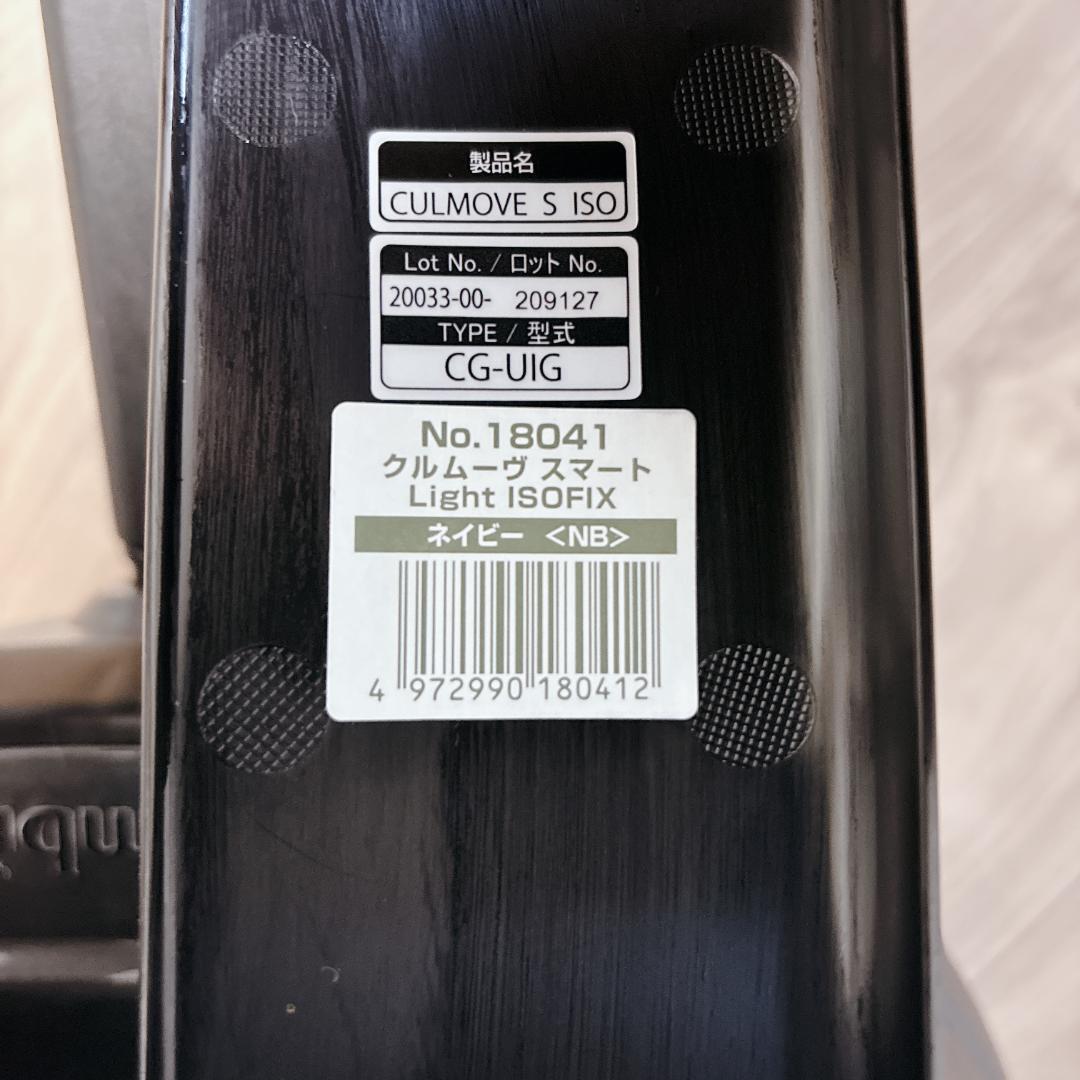 製品名
CULMOVE S ISO
Lot No. / ロット No.
20033-00- 209127
TYPE / 型式
CG-UIG
No.18041
クルムーヴ スマート
Light ISOFIX
ネイビー <NB>
4 972990 180412